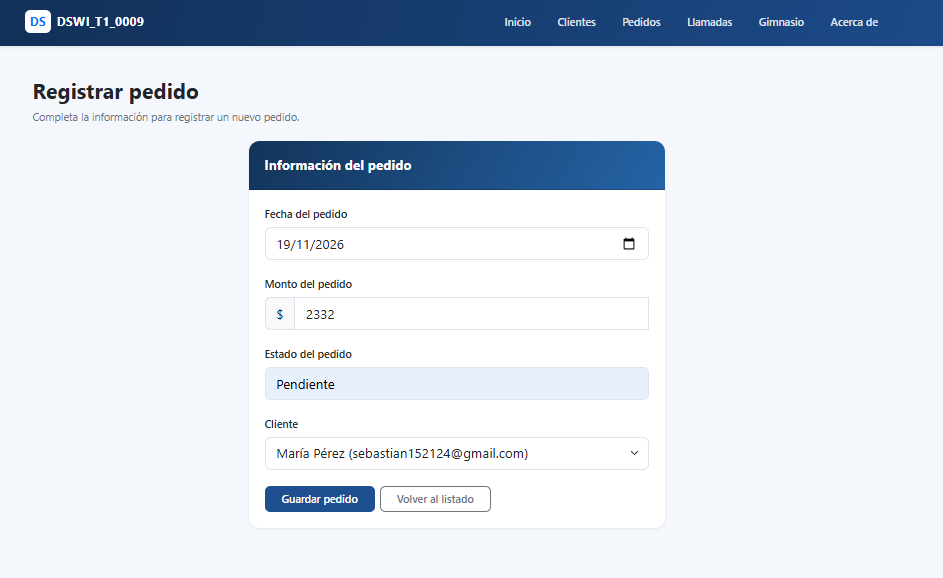 DS DSWI_T1_0009 Inicio Clientes Pedidos Llamadas Gimnasio Acerca de
Registrar pedido
Completa la información para registrar un nuevo pedido.
Información del pedido
Fecha del pedido
19/11/2026
Monto del pedido
$ 2332
Estado del pedido
Pendiente
Cliente
María Pérez (sebastian152124@gmail.com)
Guardar pedido Volver al listado